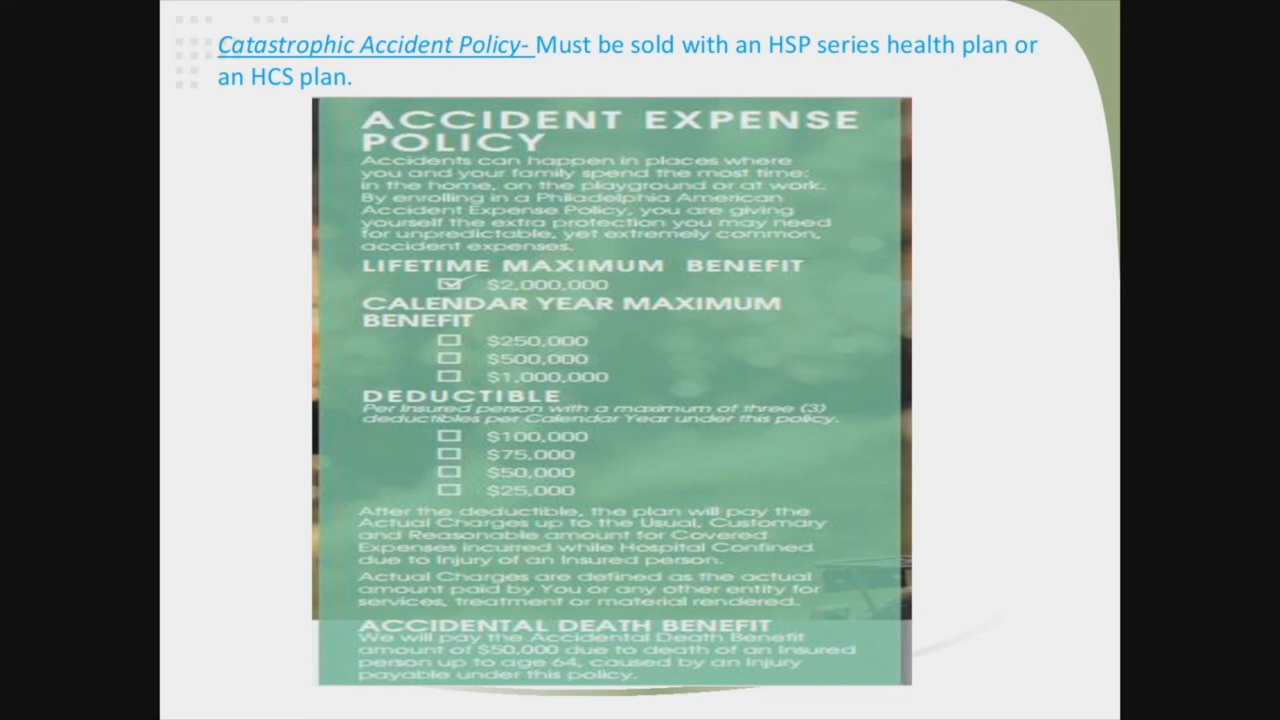 Catastrophic Accident Policy- Must be sold with an HSP series health plan or
an HCS plan.
ACCIDENT EXPENSE
POLICY
Accidents can happen in places where
you and your family spend the most time:
in the home, on the playground or at work.
By enrolling in a Philadelphia American
Accident Expense Policy, you are giving
yourself the extra protection you may need
for unpredictable, yet extremely common,
accident expenses.
LIFETIME MAXIMUM BENEFIT
$2,000,000
CALENDAR YEAR MAXIMUM
BENEFIT
$250,000
$500,000
$1,000,000
DEDUCTIBLE
Per Insured person with a maximum of three (3)
deductibles per Calendar Year under this policy.
$100,000
$75,000
$50,000
$25,000
After the deductible, the plan will pay the
Actual Charges up to the Usual, Customary
and Reasonable amount for Covered
Expenses incurred while Hospital Confined
due to Injury of an Insured person.
Actual Charges are defined as the actual
amount paid by You or any other entity for
services, treatment or material rendered.
ACCIDENTAL DEATH BENEFIT
We will pay the Accidental Death Benefit
amount of $50,000 due to death of an Insured
person up to age 64, caused by an Injury
payable under this policy.